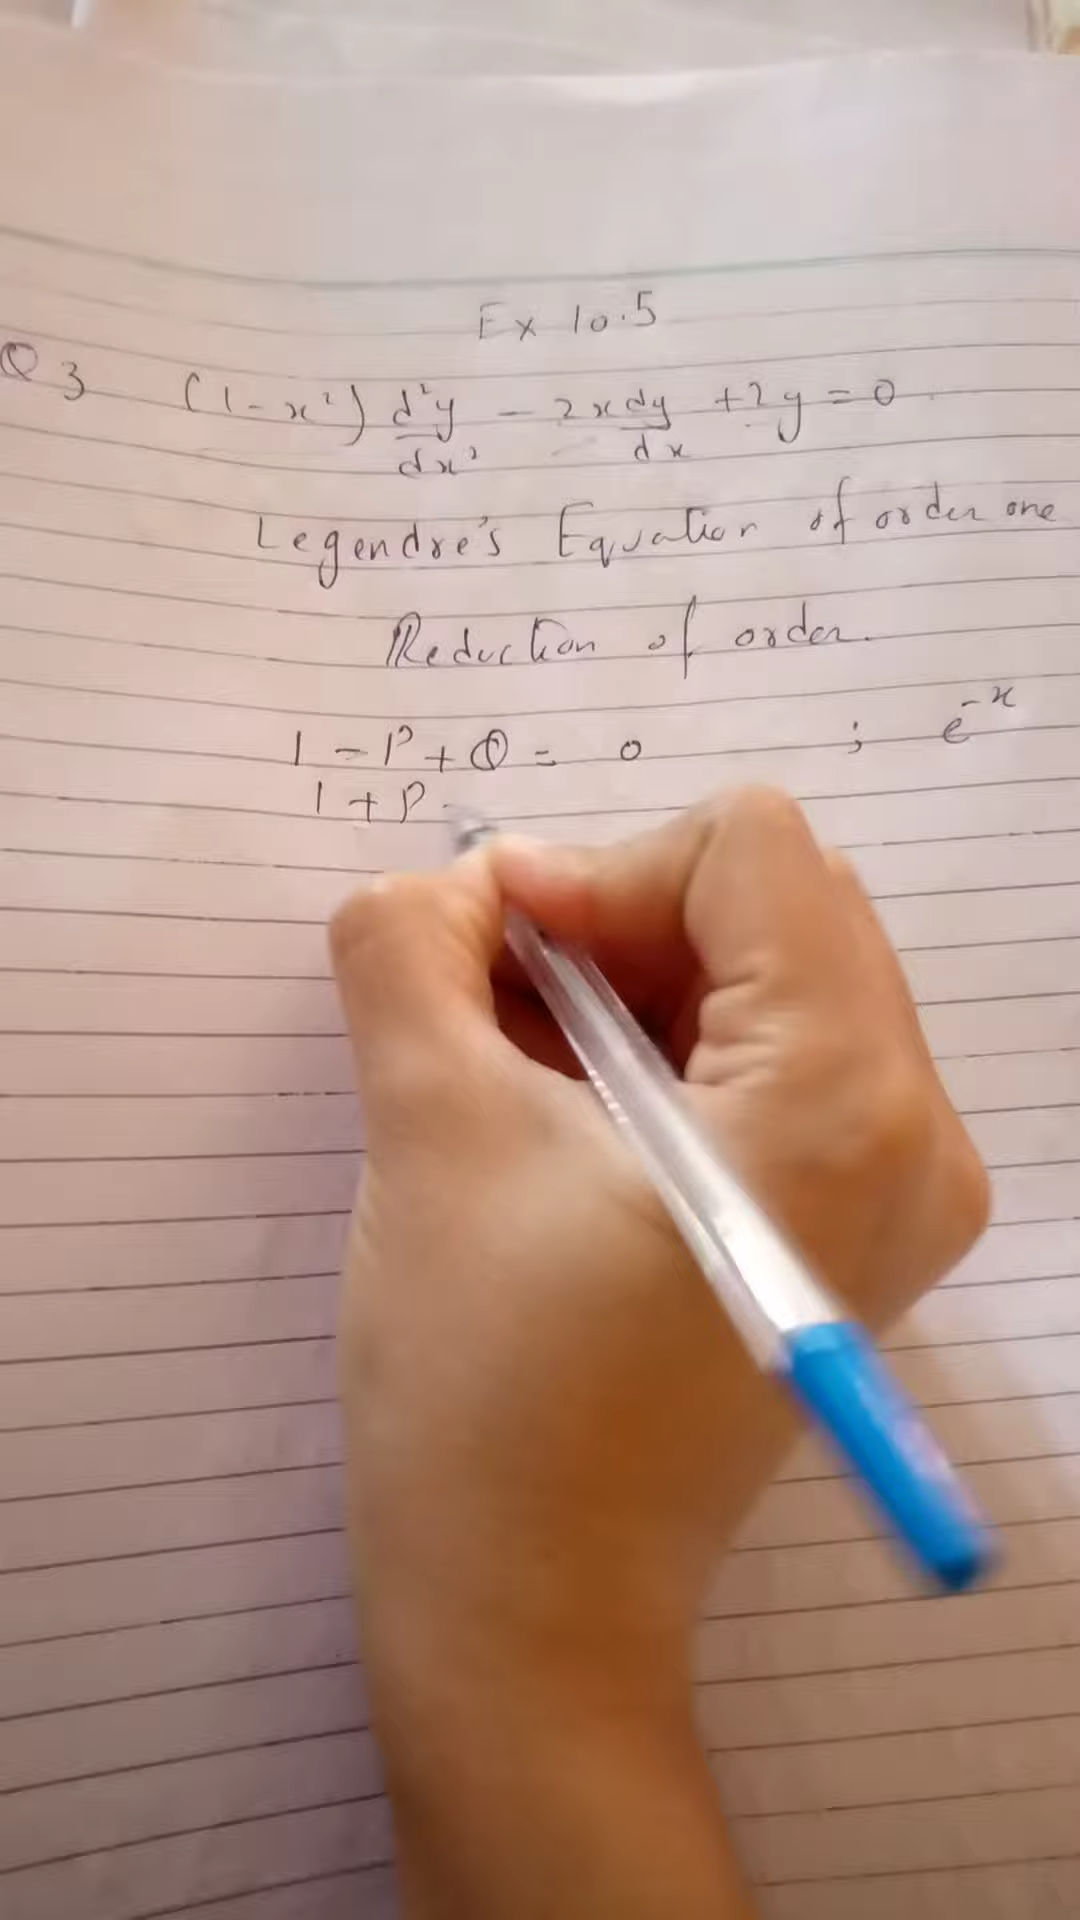 Ex 10.5
Q 3 (1-x²) d²y/dx² - 2x dy/dx + 2y = 0
Legendre's Equation of order one
Reduction of order.
1 - P + Q = 0 ; e^-x
1 + P